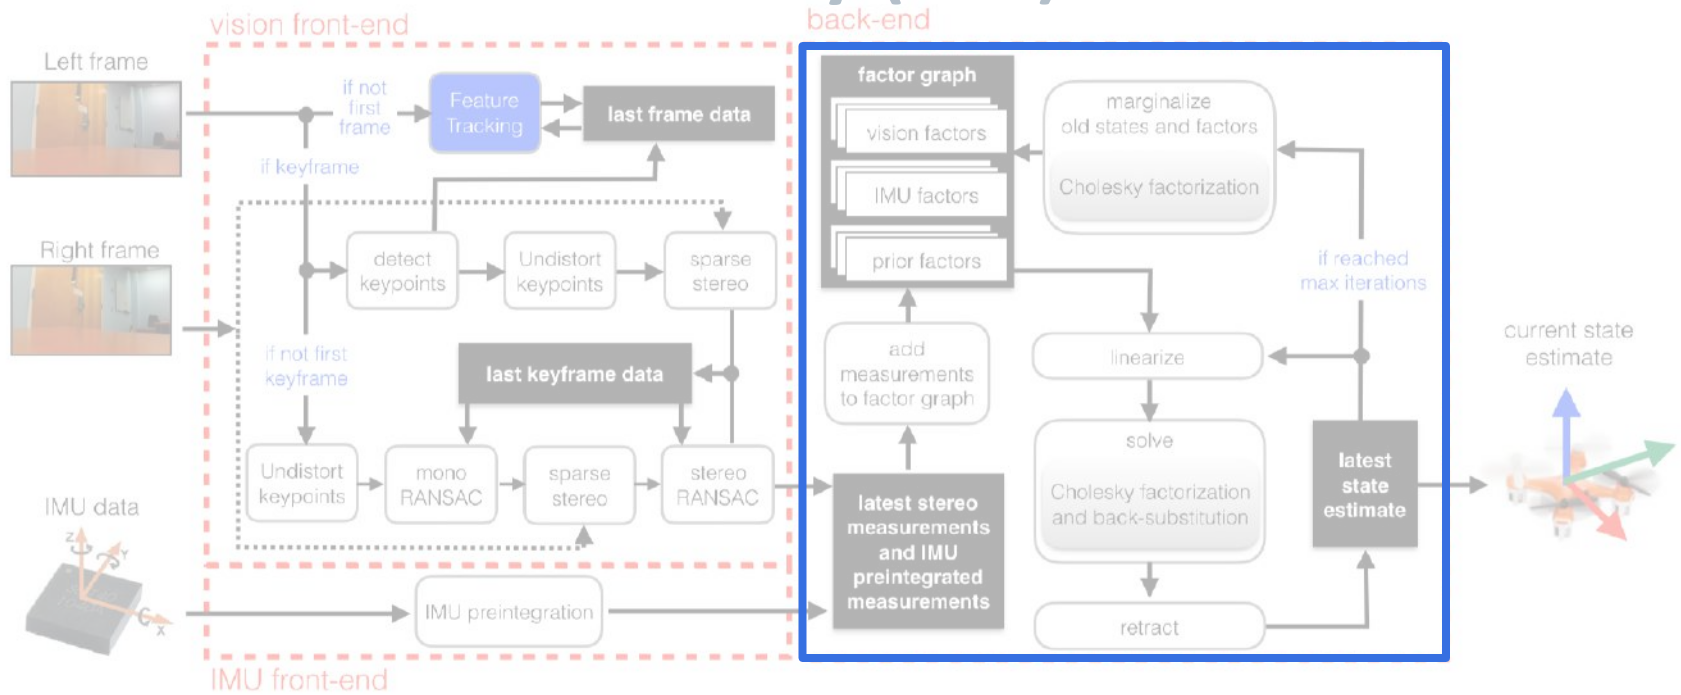 vision front-end
back-end
Left frame
if not
first
frame
Feature
Tracking
last frame data
if keyframe
Right frame
detect
keypoints
Undistort
keypoints
sparse
stereo
if not first
keyframe
last keyframe data
Undistort
keypoints
mono
RANSAC
sparse
stereo
stereo
RANSAC
IMU data
Z
Y
X
IMU preintegration
IMU front-end
factor graph
vision factors
IMU factors
prior factors
marginalize
old states and factors
Cholesky factorization
if reached
max iterations
add
measurements
to factor graph
linearize
solve
Cholesky factorization
and back-substitution
retract
latest stereo
measurements
and IMU
preintegrated
measurements
latest
state
estimate
current state
estimate